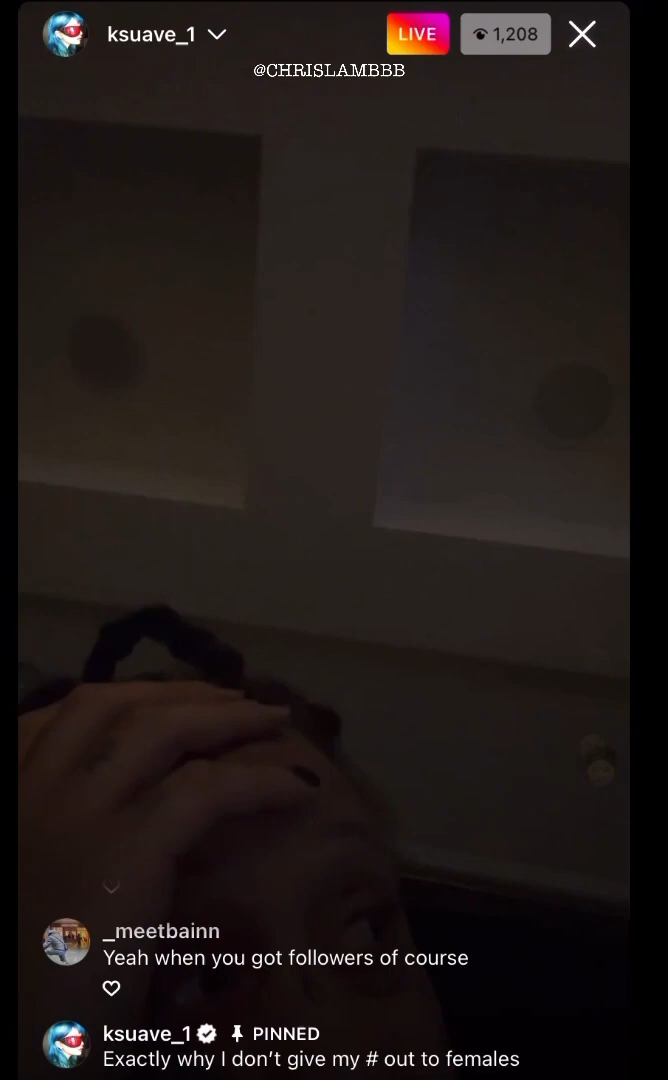 ksuave_1
LIVE
1,208
@CHRISLAMBBB
_meetbainn
Yeah when you got followers of course
ksuave_1 PINNED
Exactly why I don't give my # out to females